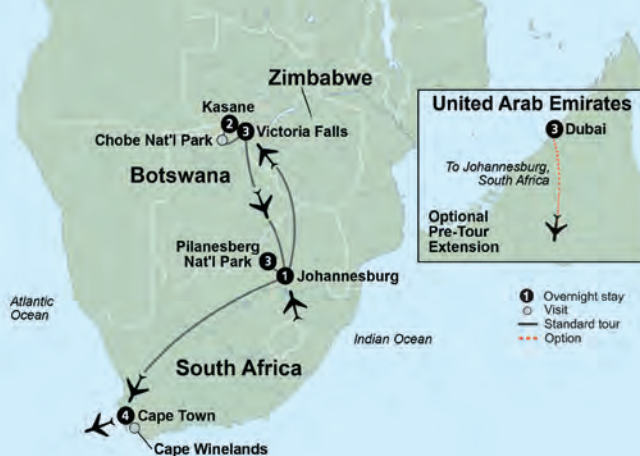 Zimbabwe
Kasane
2
3
Victoria Falls
Chobe Nat'l Park
Botswana
Pilanesberg
Nat'l Park
3
1
Johannesburg
Atlantic
Ocean
Indian Ocean
South Africa
4
Cape Town
Cape Winelands
United Arab Emirates
3
Dubai
To Johannesburg,
South Africa
Optional
Pre-Tour
Extension
1
Overnight stay
Visit
Standard tour
Option